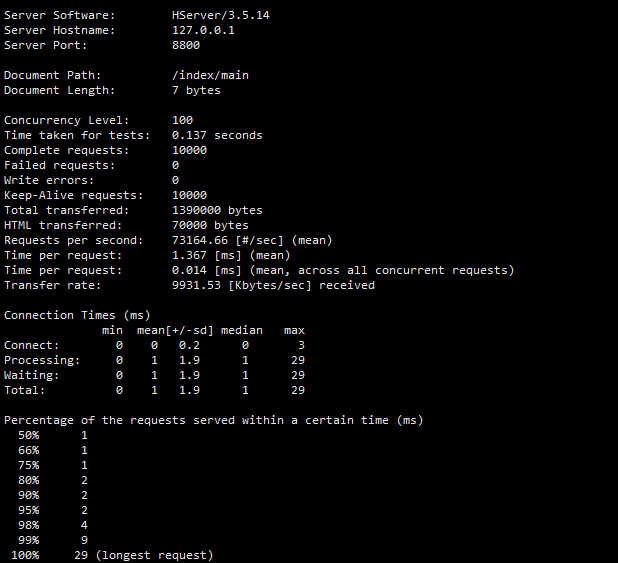 Server Software:        HServer/3.5.14
Server Hostname:        127.0.0.1
Server Port:            8800
Document Path:          /index/main
Document Length:        7 bytes
Concurrency Level:      100
Time taken for tests:   0.137 seconds
Complete requests:      10000
Failed requests:        0
Write errors:           0
Keep-Alive requests:    10000
Total transferred:      1390000 bytes
HTML transferred:       70000 bytes
Requests per second:    73164.66 [#/sec] (mean)
Time per request:       1.367 [ms] (mean)
Time per request:       0.014 [ms] (mean, across all concurrent requests)
Transfer rate:          9931.53 [Kbytes/sec] received
Connection Times (ms)
              min  mean[+/-sd] median   max
Connect:        0    0   0.2      0       3
Processing:     0    1   1.9      1      29
Waiting:        0    1   1.9      1      29
Total:          0    1   1.9      1      29
Percentage of the requests served within a certain time (ms)
  50%      1
  66%      1
  75%      1
  80%      2
  90%      2
  95%      2
  98%      4
  99%      9
 100%     29 (longest request)